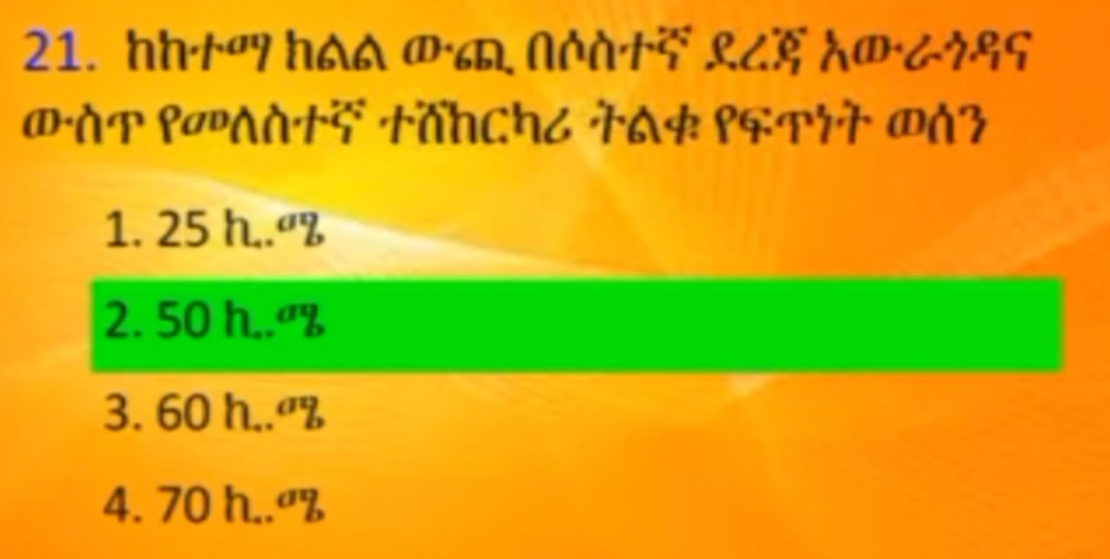 21. ከከተማ ክልል ውጪ በሶስተኛ ደረጃ አውራጎዳና
ውስጥ የመለስተኛ ተሽከርካሪ ትልቁ የፍጥነት ወሰን
1. 25 ኪ..ሜ
2. 50 ኪ..ሜ
3. 60 ኪ..ሜ
4. 70 ኪ..ሜ